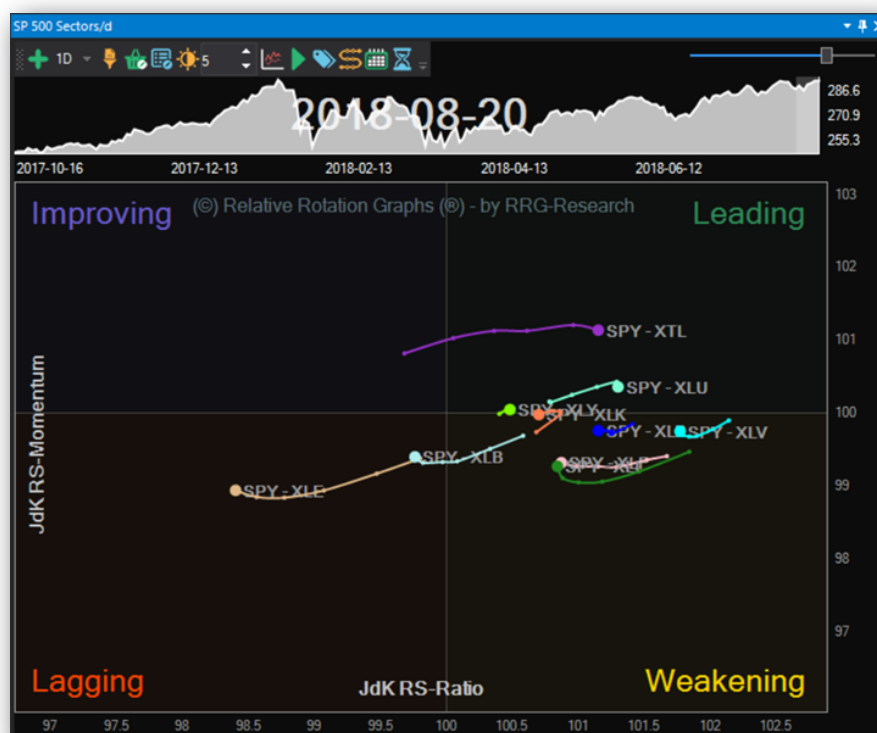 SP 500 Sectors/d
1D
5
2018-08-20
286.6
270.9
255.3
2017-10-16 2017-12-13 2018-02-13 2018-04-13 2018-06-12
Improving
(©) Relative Rotation Graphs (®) - by RRG-Research
Leading
103
102
101
100
99
98
97
JdK RS-Momentum
SPY - XTL
SPY - XLU
SPY - XLY
SPY - XLK
SPY - XLV
SPY - XLB
SPY - XLE
Lagging
JdK RS-Ratio
Weakening
97 97.5 98 98.5 99 99.5 100 100.5 101 101.5 102 102.5